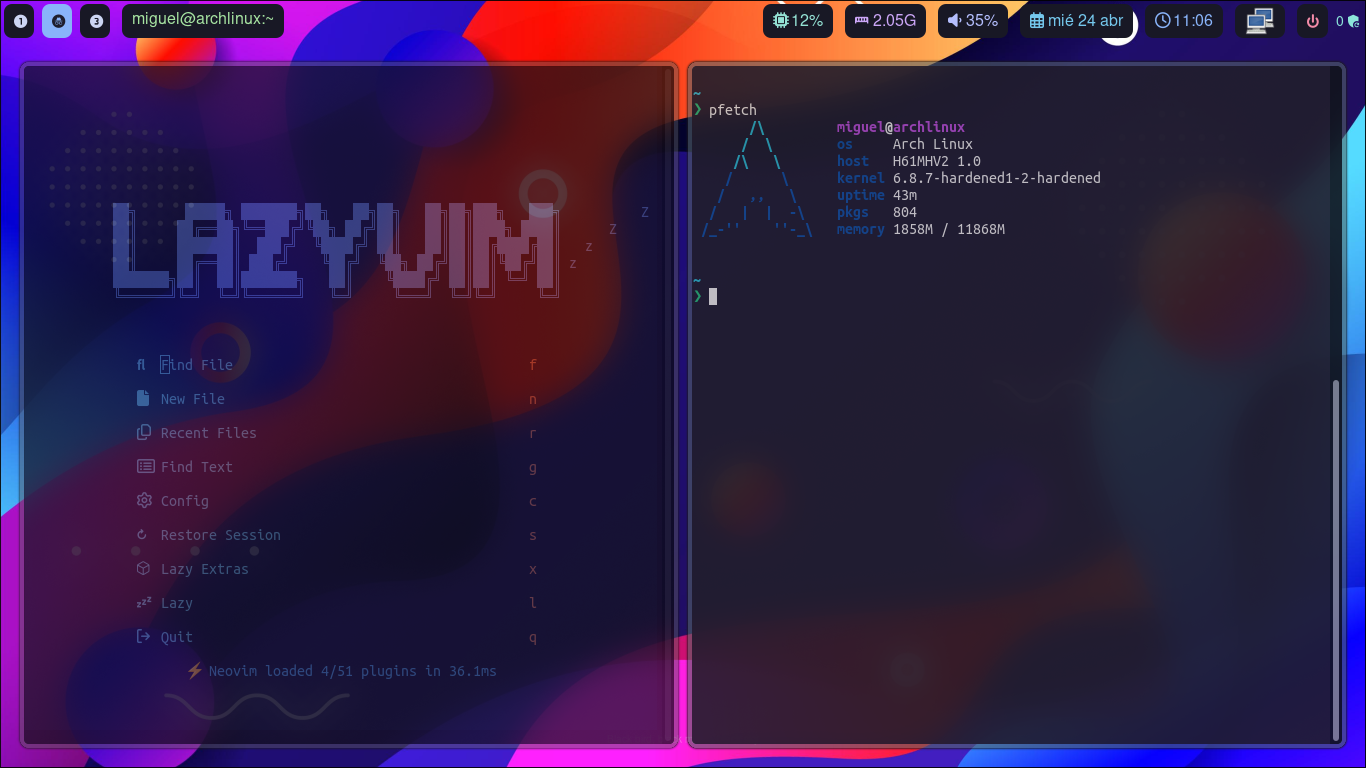 1 3 miguel@archlinux:~ 12% 2.05G 35% mié 24 abr 11:06 0
LAZYVIM
Z
Z
z
z
Find File f
New File n
Recent Files r
Find Text g
Config c
Restore Session s
Lazy Extras x
zzz Lazy l
Quit q
⚡ Neovim loaded 4/51 plugins in 36.1ms
~
❯ pfetch
miguel@archlinux
os Arch Linux
host H61MHV2 1.0
kernel 6.8.7-hardened1-2-hardened
uptime 43m
pkgs 804
memory 1858M / 11868M
~
❯